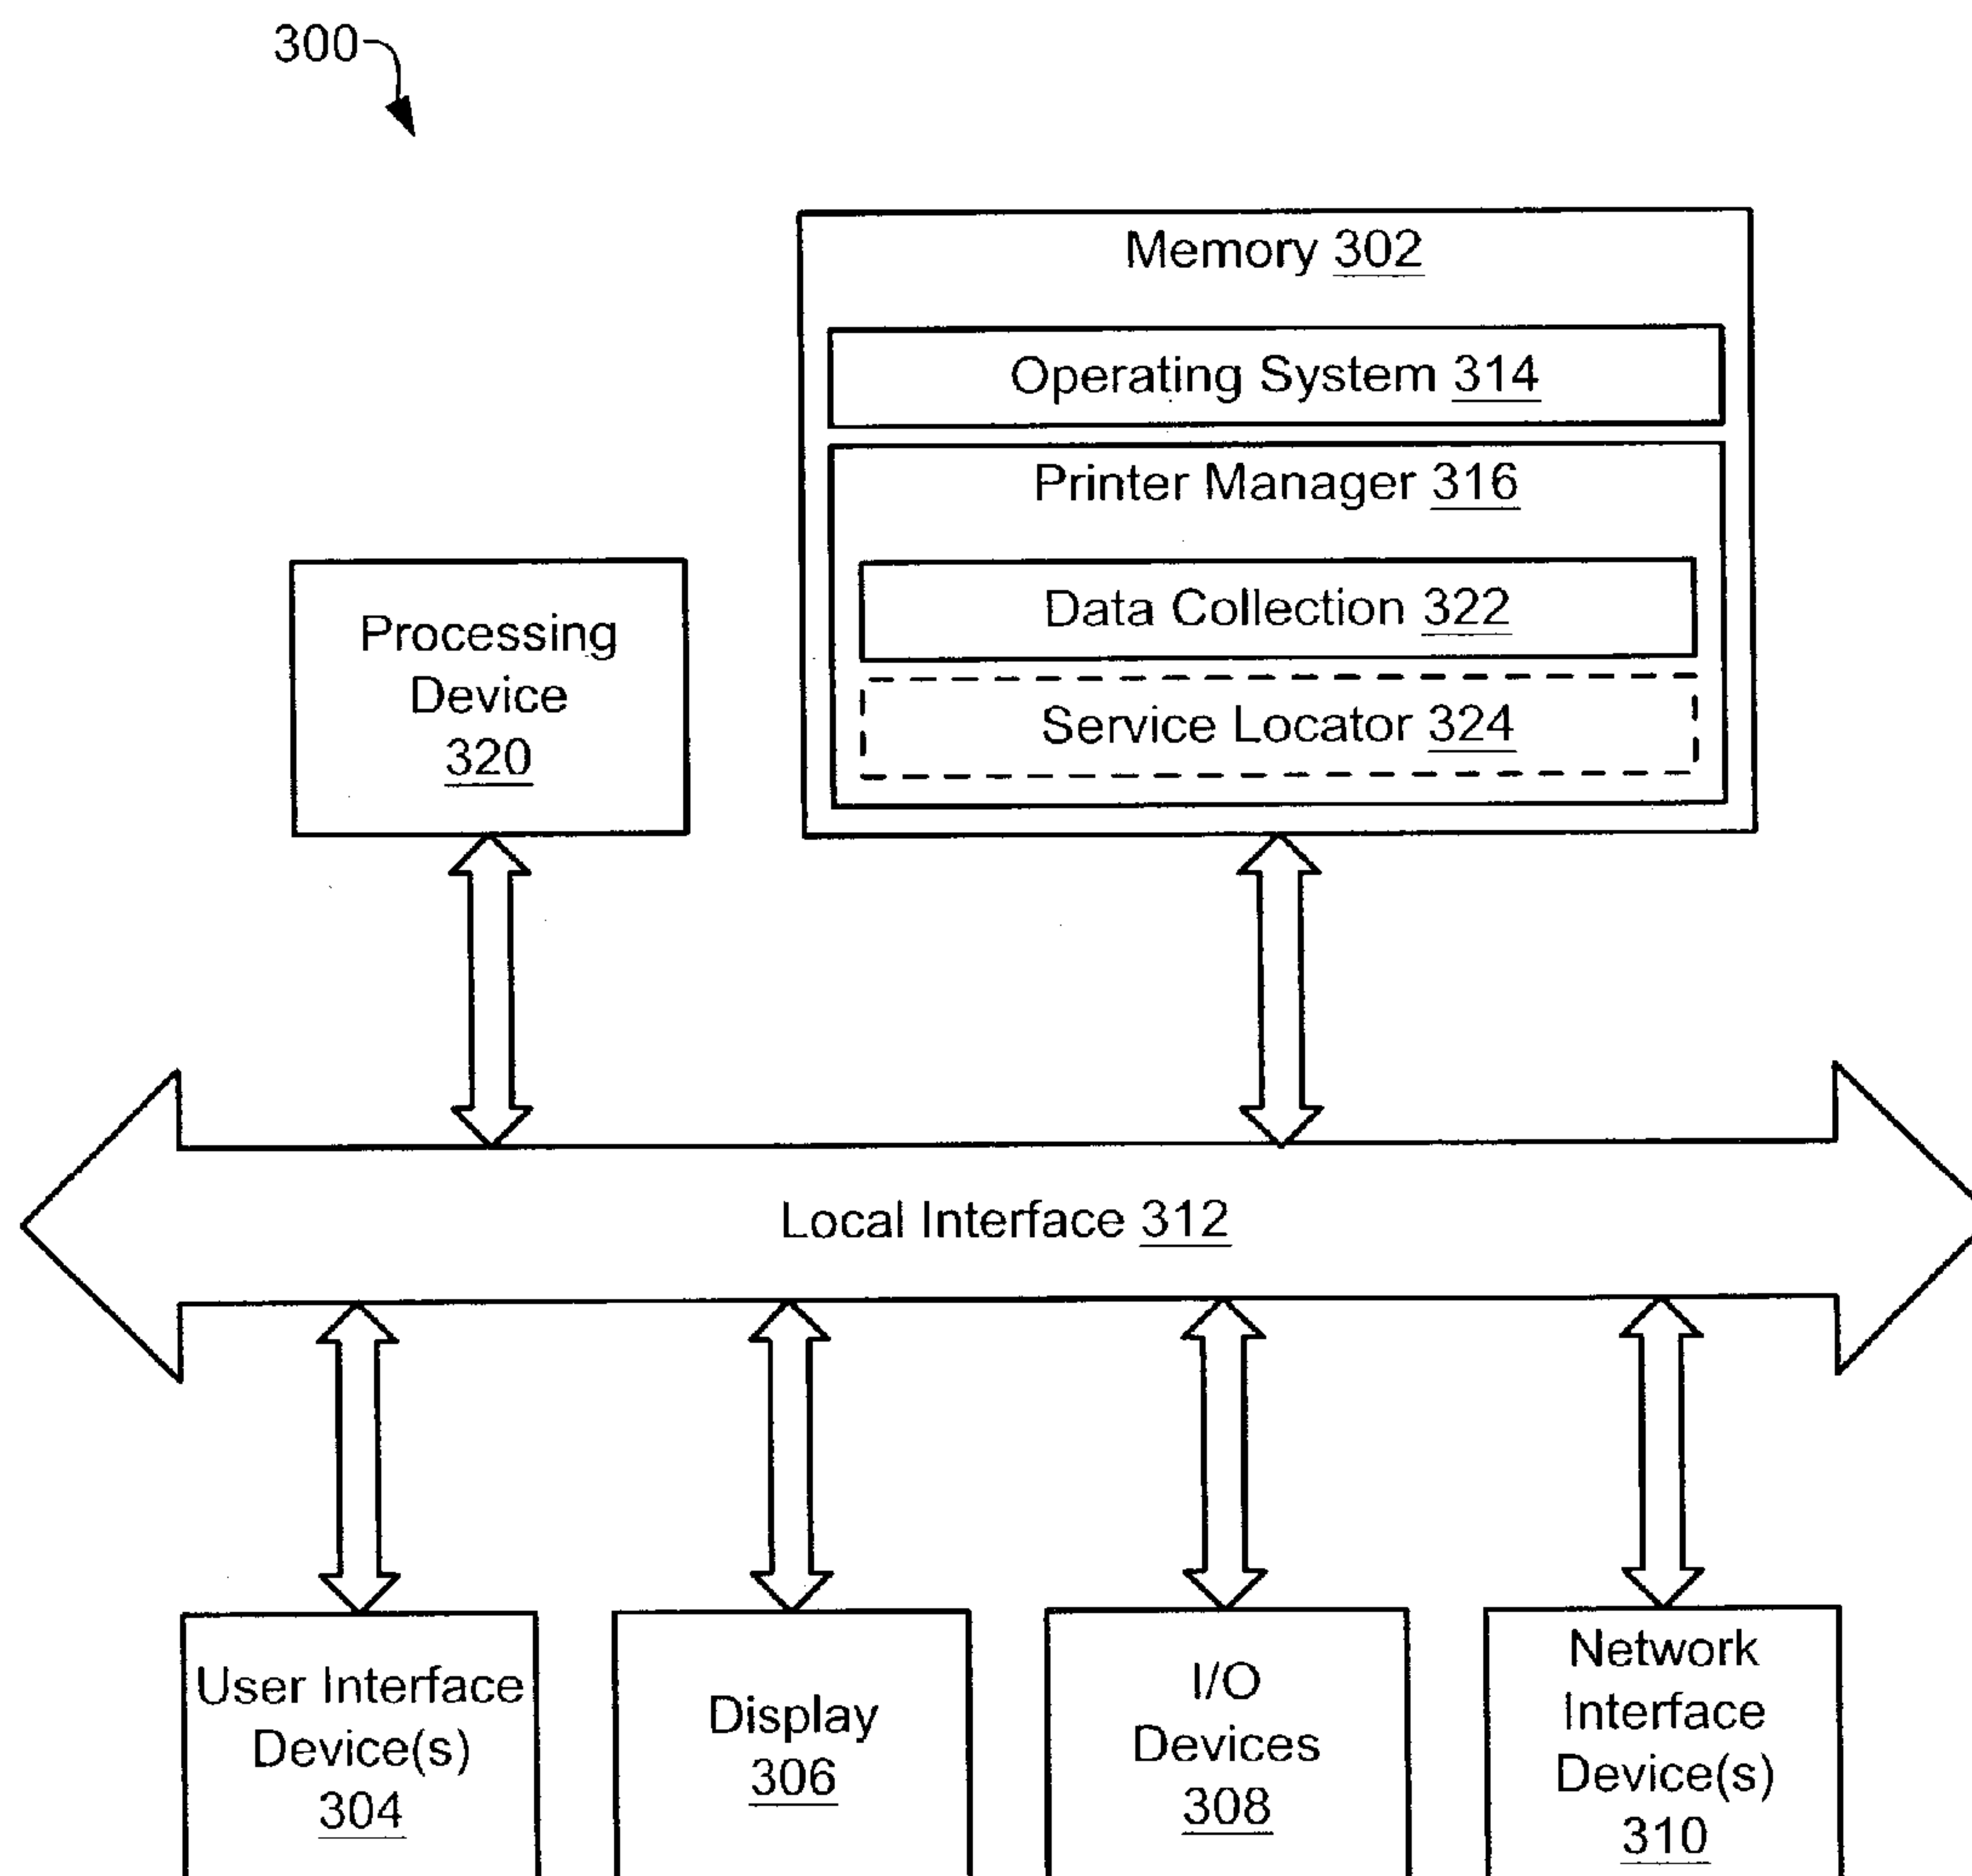 300
Memory 302
Operating System 314
Printer Manager 316
Data Collection 322
Service Locator 324
Processing
Device
320
Local Interface 312
User Interface
Device(s)
304
Display
306
I/O
Devices
308
Network
Interface
Device(s)
310